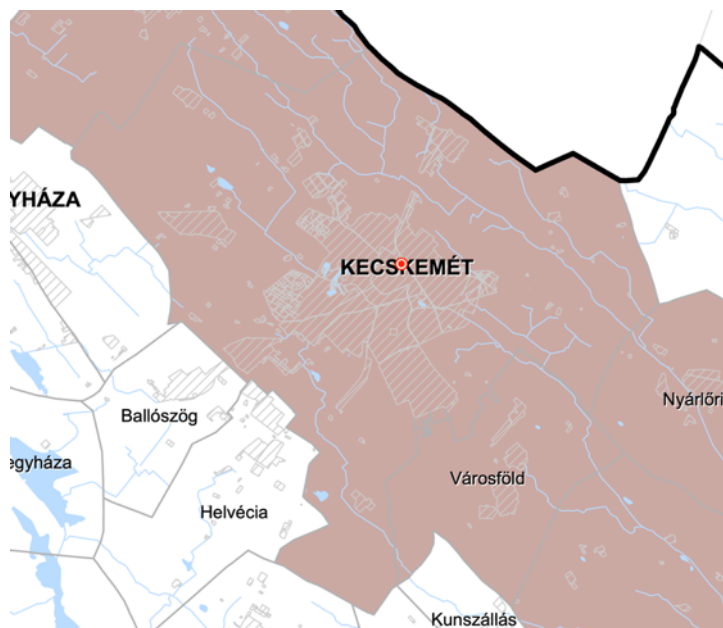 YHÁZA
KECSKEMÉT
Nyárlőri
Ballószög
egyháza
Városföld
Helvécia
Kunszállás